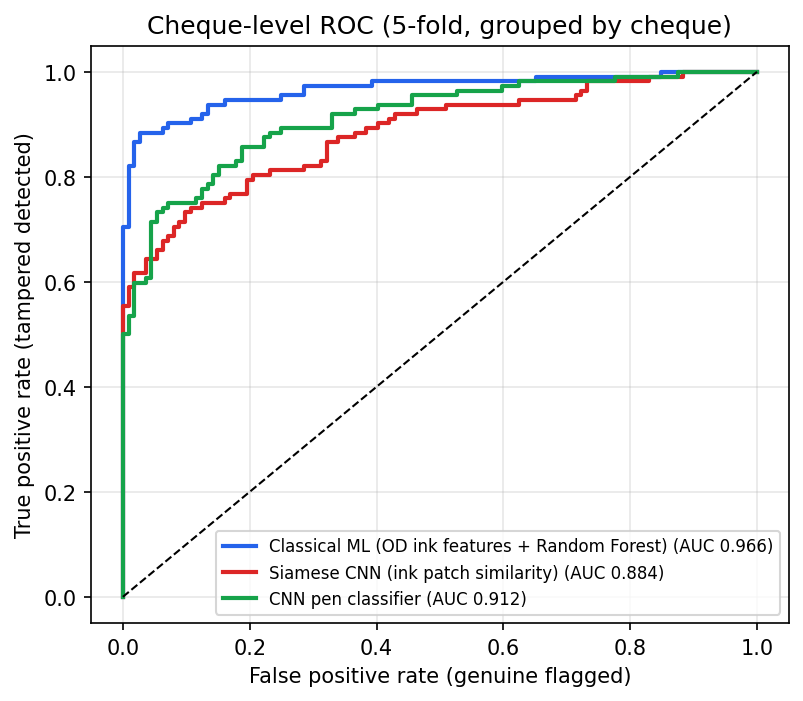 Cheque-level ROC (5-fold, grouped by cheque)
True positive rate (tampered detected)
1.0
0.8
0.6
0.4
0.2
0.0
Classical ML (OD ink features + Random Forest) (AUC 0.966)
Siamese CNN (ink patch similarity) (AUC 0.884)
CNN pen classifier (AUC 0.912)
0.0 0.2 0.4 0.6 0.8 1.0
False positive rate (genuine flagged)